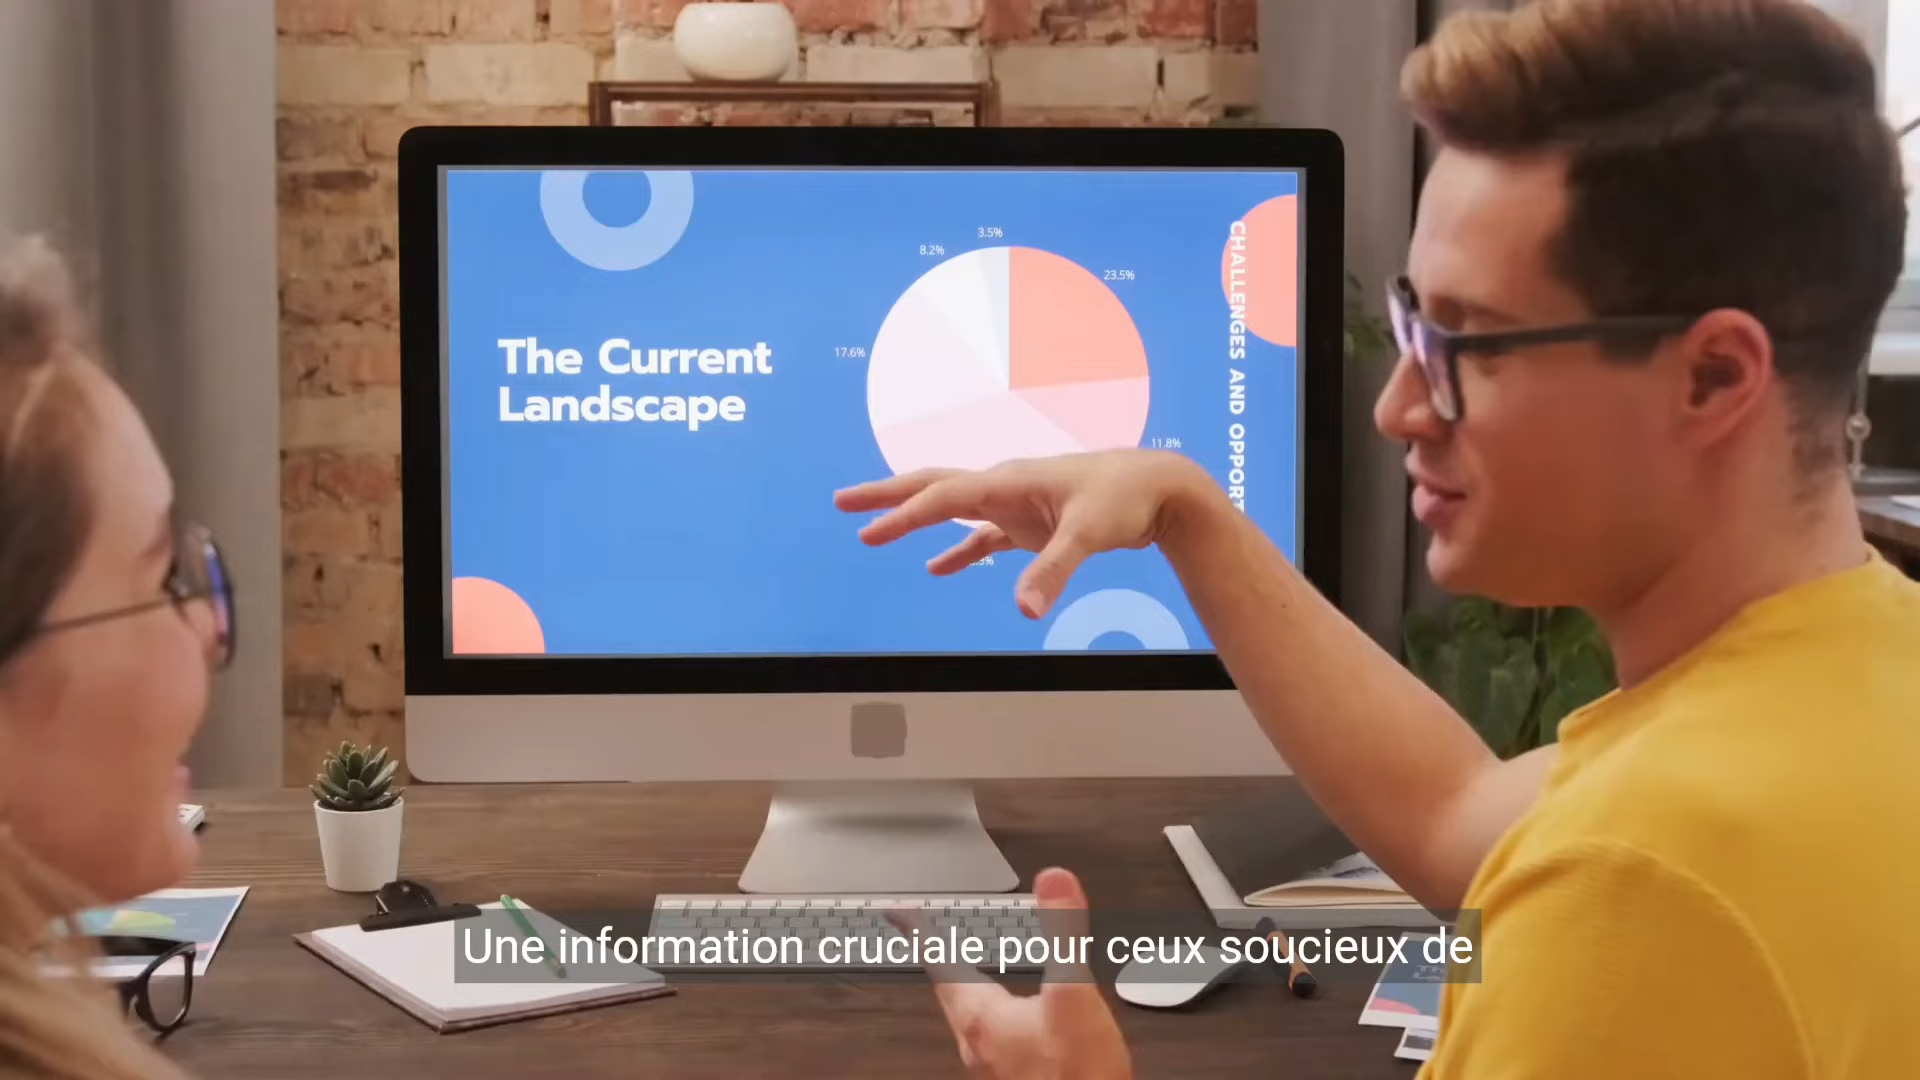 3.5%
8.2%
23.5%
The Current
Landscape
17.6%
11.8%
CHALLENGES AND OPPORT
Une information cruciale pour ceux soucieux de